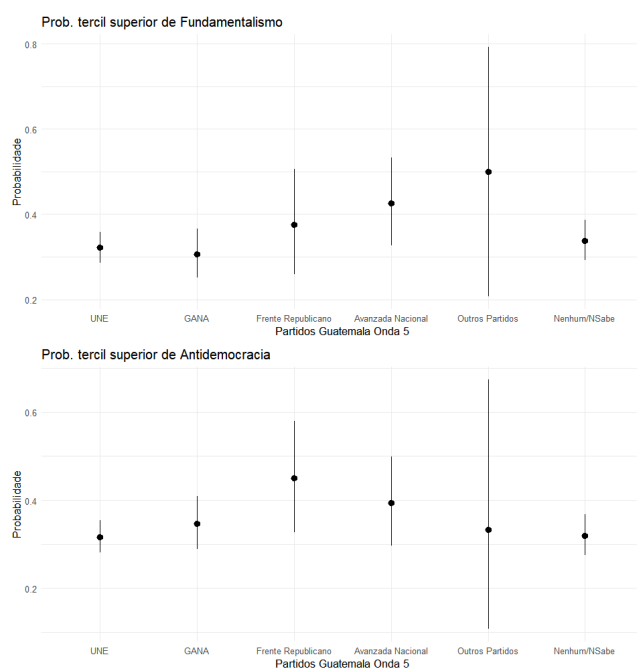 Prob. tercil superior de Fundamentalismo
0.8
0.6
0.4
0.2
Probabilidade
UNE GANA Frente Republicano Avanzada Nacional Outros Partidos Nenhum/NSabe
Partidos Guatemala Onda 5
Prob. tercil superior de Antidemocracia
0.6
0.4
0.2
Probabilidade
UNE GANA Frente Republicano Avanzada Nacional Outros Partidos Nenhum/NSabe
Partidos Guatemala Onda 5